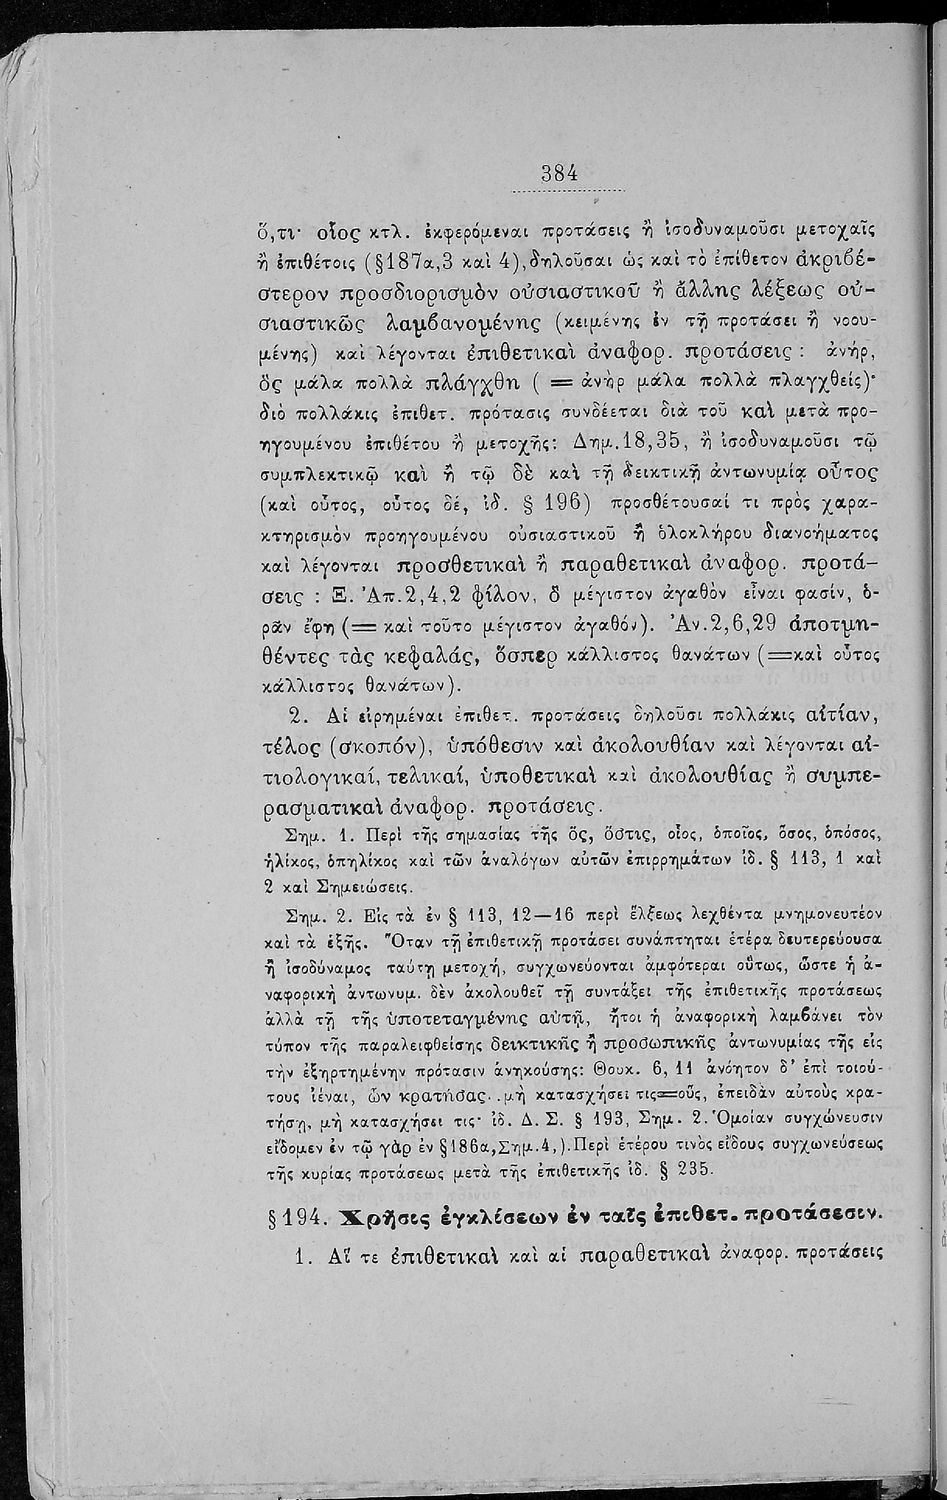 384
ὅ,τι· οἷος κτλ. ἐκφερόμεναι προτάσεις ἢ ἰσοδυναμοῦσι μετοχαῖς
ἢ ἐπιθέτοις (§187α,3 καὶ 4), δηλοῦσαι ὡς καὶ τὸ ἐπίθετον ἀκριβέ-
στερον προσδιορισμὸν οὐσιαστικοῦ ἢ ἄλλης λέξεως οὐ-
σιαστικῶς λαμβανομένης (κειμένης ἐν τῇ προτάσει ἢ νοου-
μένης) καὶ λέγονται ἐπιθετικαὶ ἀναφορ. προτάσεις : ἀνήρ,
ὃς μάλα πολλὰ πλάγχθη ( = ἀνὴρ μάλα πολλὰ πλαγχθείς)·
διὸ πολλάκις ἐπιθετ. πρότασις συνδέεται διὰ τοῦ καὶ μετὰ προ-
ηγουμένου ἐπιθέτου ἢ μετοχῆς: Δημ.18,35, ἢ ἰσοδυναμοῦσι τῷ
συμπλεκτικῷ καὶ ἢ τῷ δὲ καὶ τῇ δεικτικῇ ἀντωνυμίᾳ οὗτος
(καὶ οὗτος, οὗτος δέ, ἰδ. § 196) προσθέτουσαί τι πρὸς χαρα-
κτηρισμὸν προηγουμένου οὐσιαστικοῦ ἢ ὁλοκλήρου διανοήματος
καὶ λέγονται προσθετικαὶ ἢ παραθετικαὶ ἀναφορ. προτά-
σεις : Ξ. Ἀπ.2,4,2 φίλον, ὃ μέγιστον ἀγαθὸν εἶναι φασίν, ὁ-
ρᾶν ἔφη (= καὶ τοῦτο μέγιστον ἀγαθόν). Ἀν.2,6,29 ἀποτμη-
θέντες τὰς κεφαλάς, ὅσπερ κάλλιστος θανάτων (=καὶ οὗτος
κάλλιστος θανάτων).
2. Αἱ εἰρημέναι ἐπιθετ. προτάσεις δηλοῦσι πολλάκις αἰτίαν,
τέλος (σκοπόν), ὑπόθεσιν καὶ ἀκολουθίαν καὶ λέγονται αἰ-
τιολογικαί, τελικαί, ὑποθετικαὶ καὶ ἀκολουθίας ἢ συμπε-
ρασματικαὶ ἀναφορ. προτάσεις.
Σημ. 1. Περὶ τῆς σημασίας τῆς ὅς, ὅστις, οἷος, ὁποῖος, ὅσος, ὁπόσος,
ἡλίκος, ὁπηλίκος καὶ τῶν ἀναλόγων αὐτῶν ἐπιρρημάτων ἰδ. § 113, 1 καὶ
2 καὶ Σημειώσεις.
Σημ. 2. Εἰς τὰ ἐν § 113, 12—16 περὶ ἕλξεως λεχθέντα μνημονευτέον
καὶ τὰ ἑξῆς. Ὅταν τῇ ἐπιθετικῇ προτάσει συνάπτηται ἑτέρα δευτερεύουσα
ἢ ἰσοδύναμος ταύτῃ μετοχή, συγχωνεύονται ἀμφότεραι οὕτως, ὥστε ἡ ἀ-
ναφορικὴ ἀντωνυμ. δὲν ἀκολουθεῖ τῇ συντάξει τῆς ἐπιθετικῆς προτάσεως
ἀλλὰ τῇ τῆς ὑποτεταγμένης αὐτῇ, ἤτοι ἡ ἀναφορικὴ λαμβάνει τὸν
τύπον τῆς παραλειφθείσης δεικτικῆς ἢ προσωπικῆς ἀντωνυμίας τῆς εἰς
τὴν ἐξηρτημένην πρότασιν ἀνηκούσης: Θουκ. 6, 11 ἀνόητον δ' ἐπὶ τοιού-
τους ἰέναι, ὧν κρατήσας..μὴ κατασχήσει τις=οὕς, ἐπειδὰν αὐτοὺς κρα-
τήσῃ, μὴ κατασχήσει τις· ἰδ. Δ. Σ. § 193, Σημ. 2. Ὁμοίαν συγχώνευσιν
εἴδομεν ἐν τῷ γὰρ ἐν §186α,Σημ.4,).Περὶ ἑτέρου τινὸς εἴδους συγχωνεύσεως
τῆς κυρίας προτάσεως μετὰ τῆς ἐπιθετικῆς ἰδ. § 235.
§194. Χρῆσις ἐγκλίσεων ἐν ταῖς ἐπιθετ. προτάσεσιν.
1. Αἵ τε ἐπιθετικαὶ καὶ αἱ παραθετικαὶ ἀναφορ. προτάσεις